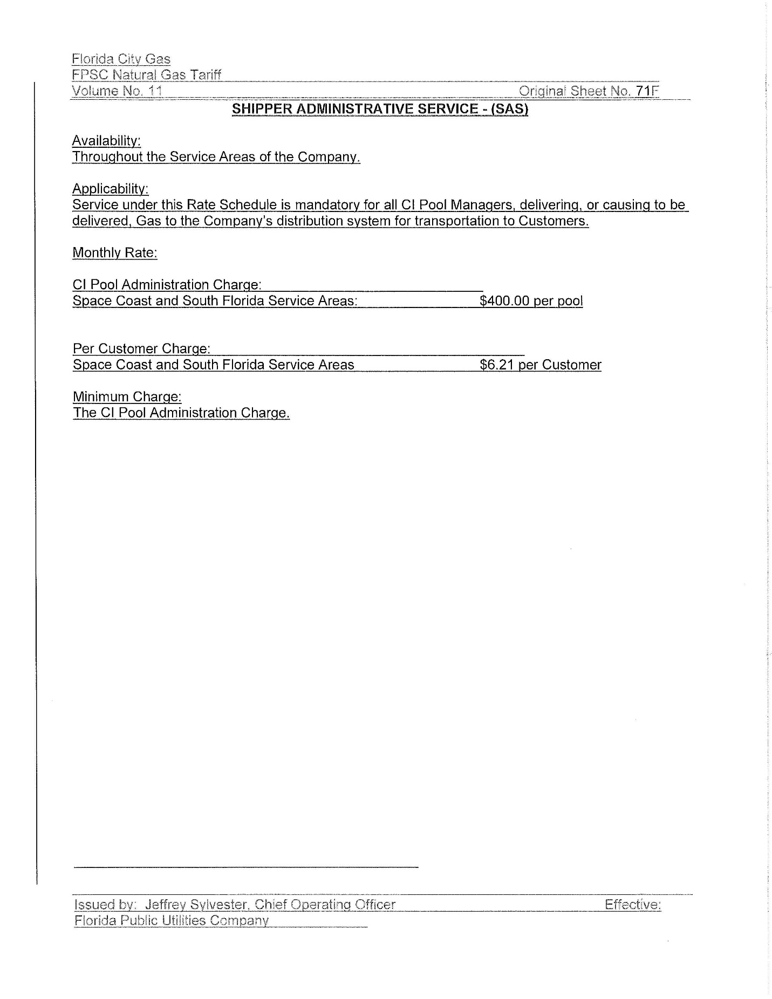 Florida City Gas
FPSC Natural Gas Tariff
Volume No. 11 Original Sheet No. 71F
SHIPPER ADMINISTRATIVE SERVICE - (SAS)
Availability:
Throughout the Service Areas of the Company.
Applicability:
Service under this Rate Schedule is mandatory for all CI Pool Managers, delivering, or causing to be
delivered, Gas to the Company's distribution system for transportation to Customers.
Monthly Rate:
CI Pool Administration Charge:
Space Coast and South Florida Service Areas: $400.00 per pool
Per Customer Charge:
Space Coast and South Florida Service Areas $6.21 per Customer
Minimum Charge:
The CI Pool Administration Charge.
Issued by: Jeffrey Sylvester, Chief Operating Officer Effective:
Florida Public Utilities Company